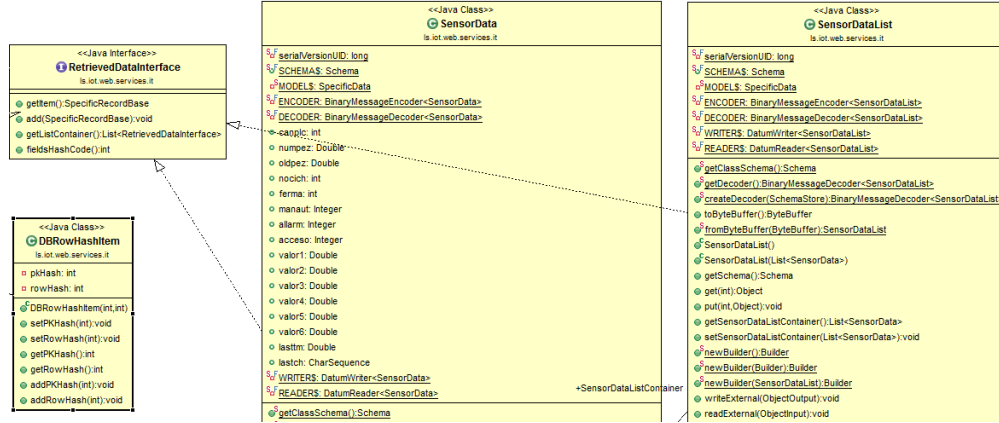 <<Java Interface>>
RetrievedDataInterface
ls.iot.web.services.it
getItem():SpecificRecordBase
add(SpecificRecordBase):void
getListContainer():List<RetrievedDataInterface>
fieldsHashCode():int
<<Java Class>>
DBRowHashItem
ls.iot.web.services.it
pkHash: int
rowHash: int
DBRowHashItem(int,int)
setPKHash(int):void
setRowHash(int):void
getPKHash():int
getRowHash():int
addPKHash(int):void
addRowHash(int):void
<<Java Class>>
SensorData
ls.iot.web.services.it
serialVersionUID: long
SCHEMA$: Schema
MODEL$: SpecificData
ENCODER: BinaryMessageEncoder<SensorData>
DECODER: BinaryMessageDecoder<SensorData>
canplc: int
numpez: Double
oldpez: Double
nocich: int
ferma: int
manaut: Integer
allarm: Integer
acceso: Integer
valor1: Double
valor2: Double
valor3: Double
valor4: Double
valor5: Double
valor6: Double
lasttm: Double
lastch: CharSequence
WRITER$: DatumWriter<SensorData>
READER$: DatumReader<SensorData>
getClassSchema():Schema
+SensorDataListContainer
<<Java Class>>
SensorDataList
ls.iot.web.services.it
serialVersionUID: long
SCHEMA$: Schema
MODEL$: SpecificData
ENCODER: BinaryMessageEncoder<SensorDataList>
DECODER: BinaryMessageDecoder<SensorDataList>
WRITER$: DatumWriter<SensorDataList>
READER$: DatumReader<SensorDataList>
getClassSchema():Schema
getDecoder():BinaryMessageDecoder<SensorDataList>
createDecoder(SchemaStore):BinaryMessageDecoder<SensorDataList
toByteBuffer():ByteBuffer
fromByteBuffer(ByteBuffer):SensorDataList
SensorDataList()
SensorDataList(List<SensorData>)
getSchema():Schema
get(int):Object
put(int,Object):void
getSensorDataListContainer():List<SensorData>
setSensorDataListContainer(List<SensorData>):void
newBuilder():Builder
newBuilder(Builder):Builder
newBuilder(SensorDataList):Builder
writeExternal(ObjectOutput):void
readExternal(ObjectInput):void